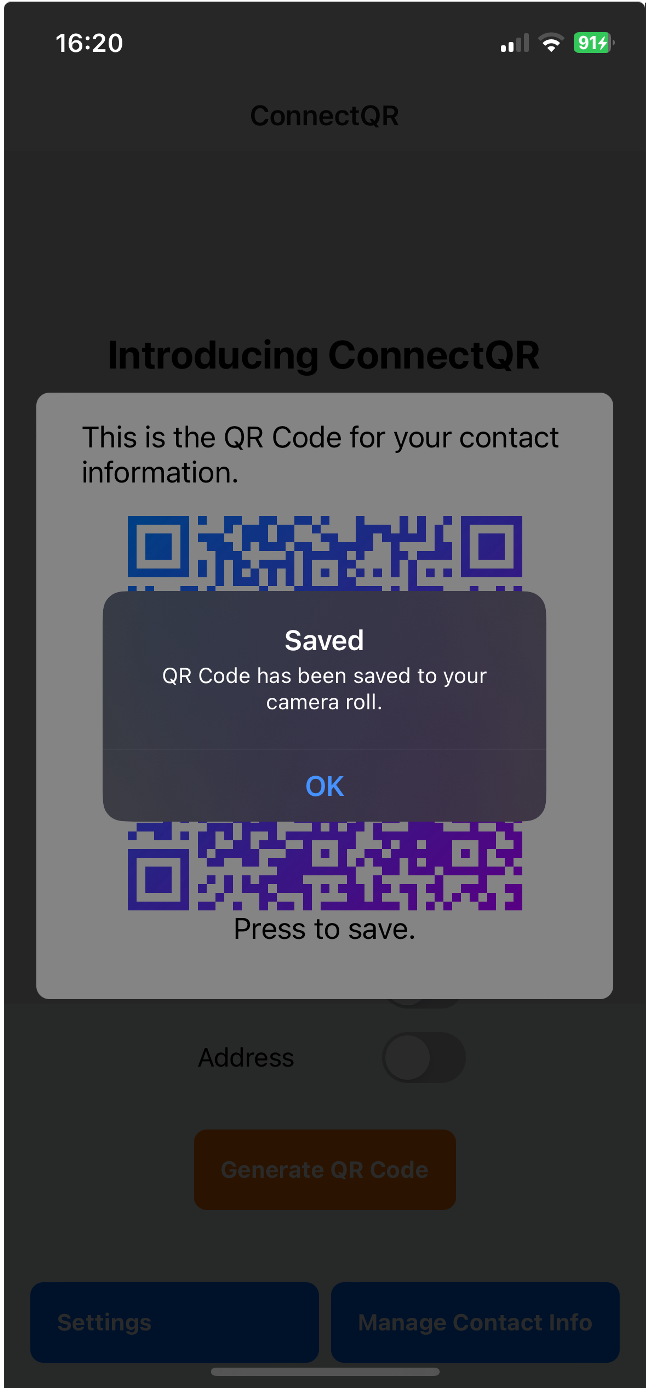 16:20
91
ConnectQR
Introducing ConnectQR
This is the QR Code for your contact
information.
Saved
QR Code has been saved to your
camera roll.
OK
Press to save.
Address
Generate QR Code
Settings
Manage Contact Info